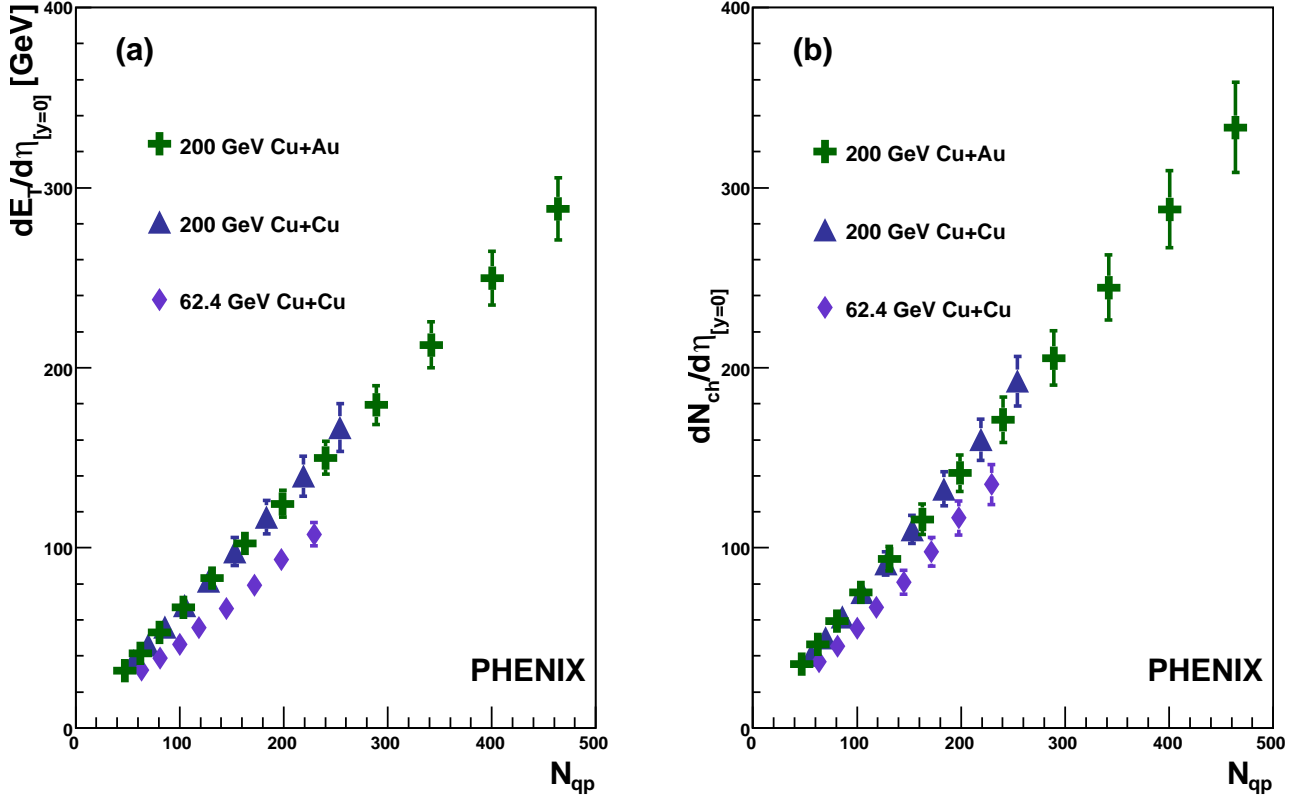 (a)
dE_T/dη_[y=0] [GeV]
400
300
200
100
0
200 GeV Cu+Au
200 GeV Cu+Cu
62.4 GeV Cu+Cu
PHENIX
0 100 200 300 400 500
N_qp
(b)
dN_ch/dη_[y=0]
400
300
200
100
0
200 GeV Cu+Au
200 GeV Cu+Cu
62.4 GeV Cu+Cu
PHENIX
0 100 200 300 400 500
N_qp